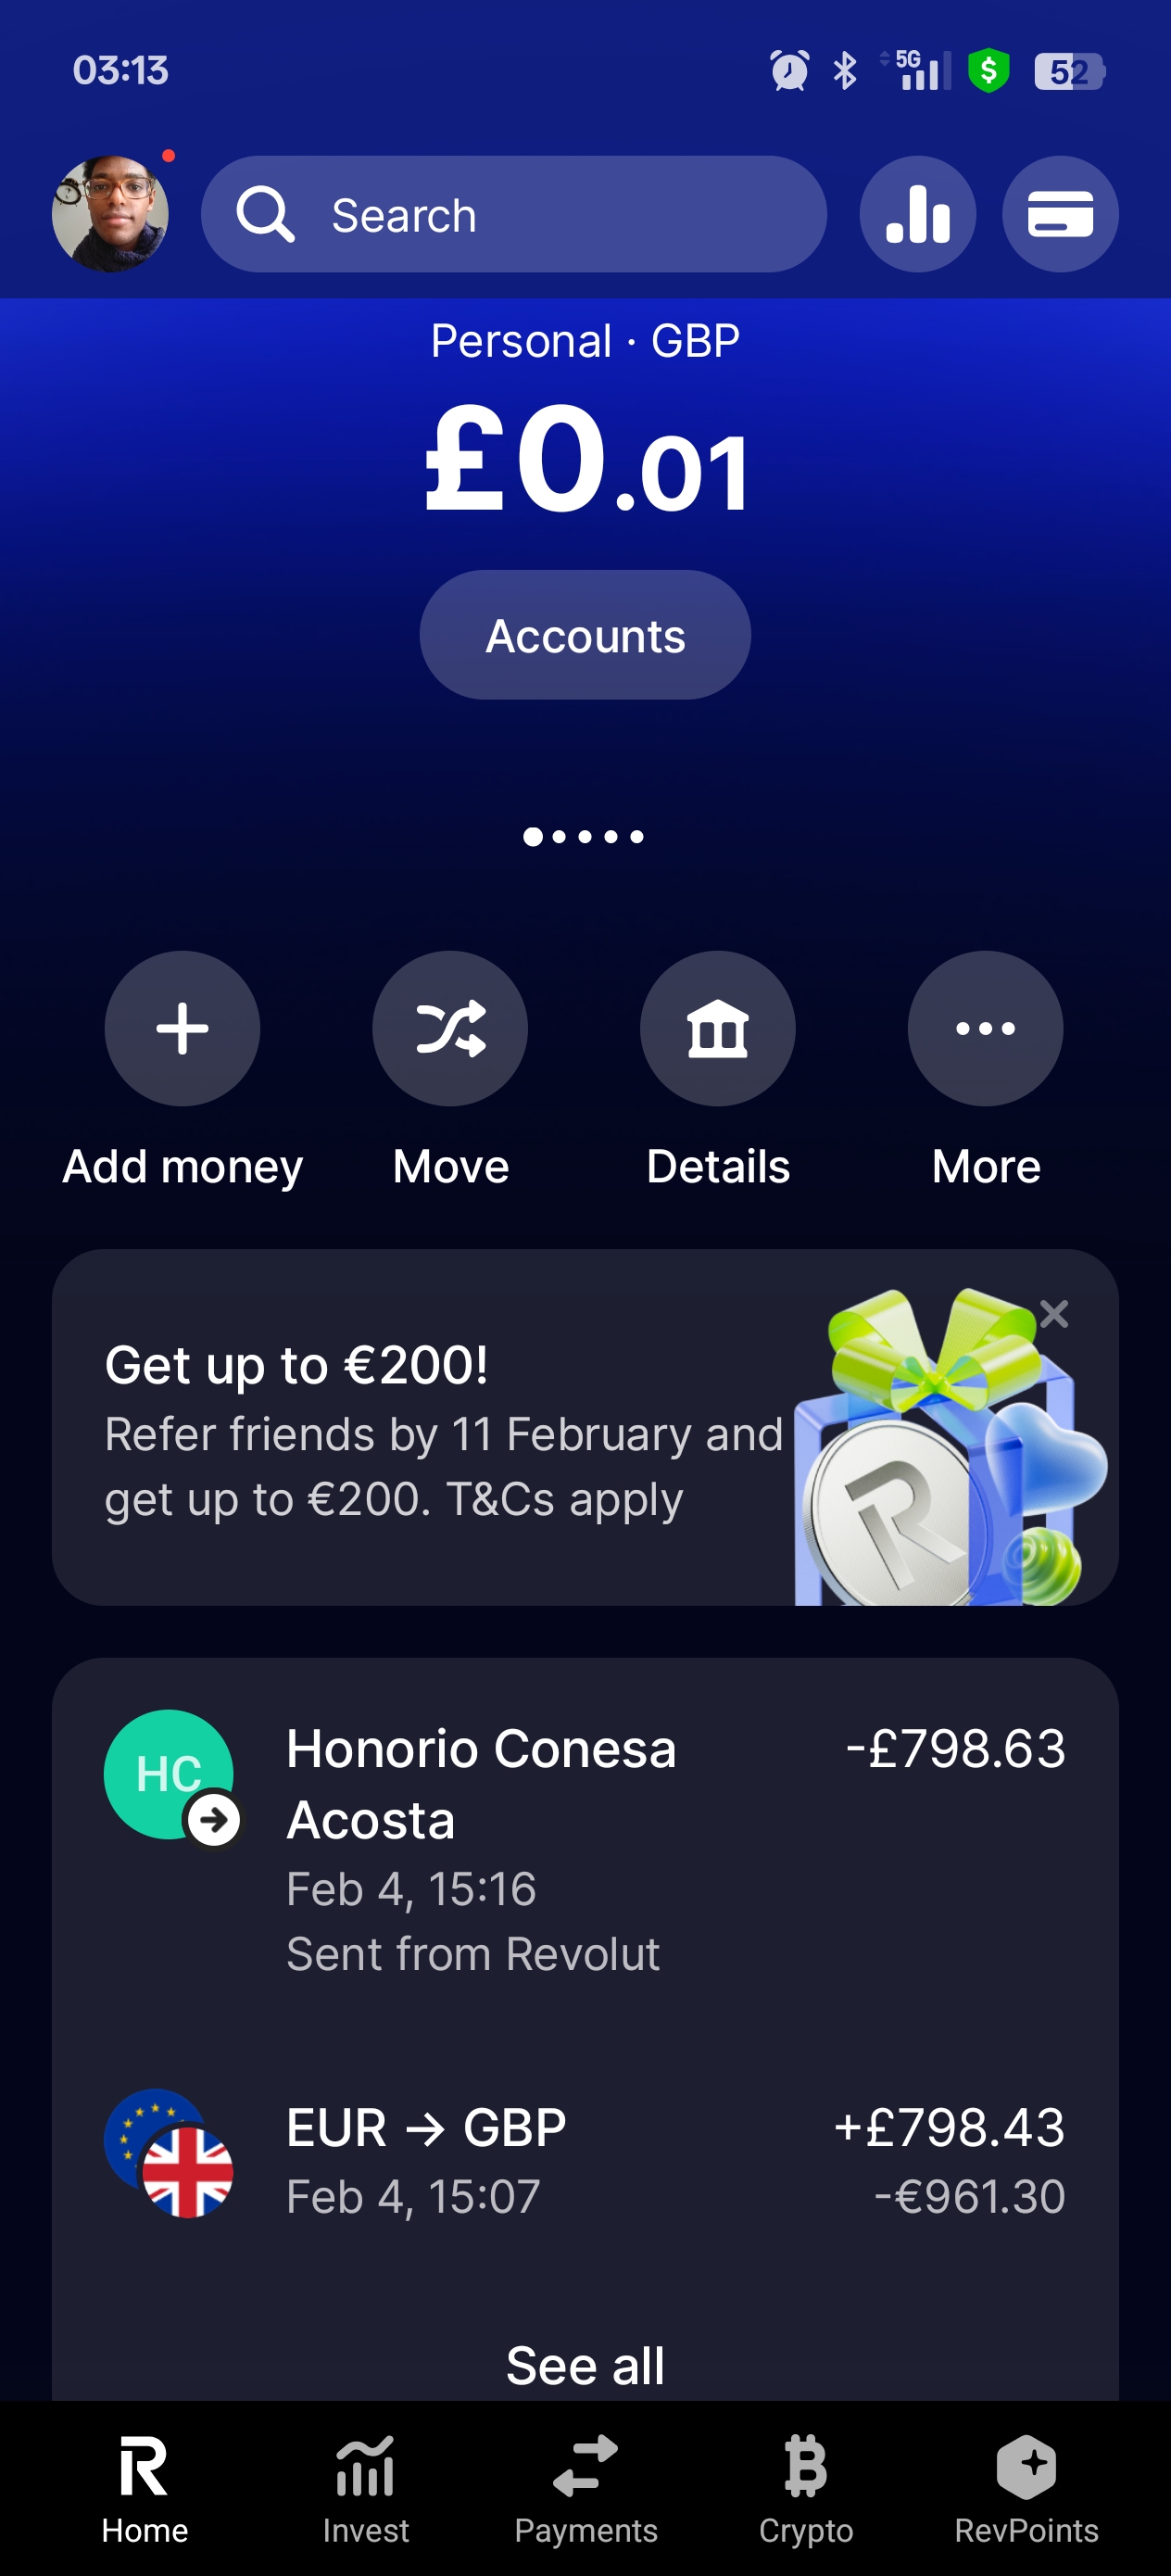 03:13
5G
52
Search
Personal · GBP
£0.01
Accounts
Add money
Move
Details
More
Get up to €200!
Refer friends by 11 February and
get up to €200. T&Cs apply
HC
Honorio Conesa
-£798.63
Acosta
Feb 4, 15:16
Sent from Revolut
EUR → GBP
+£798.43
Feb 4, 15:07
-€961.30
See all
Home
Invest
Payments
Crypto
RevPoints